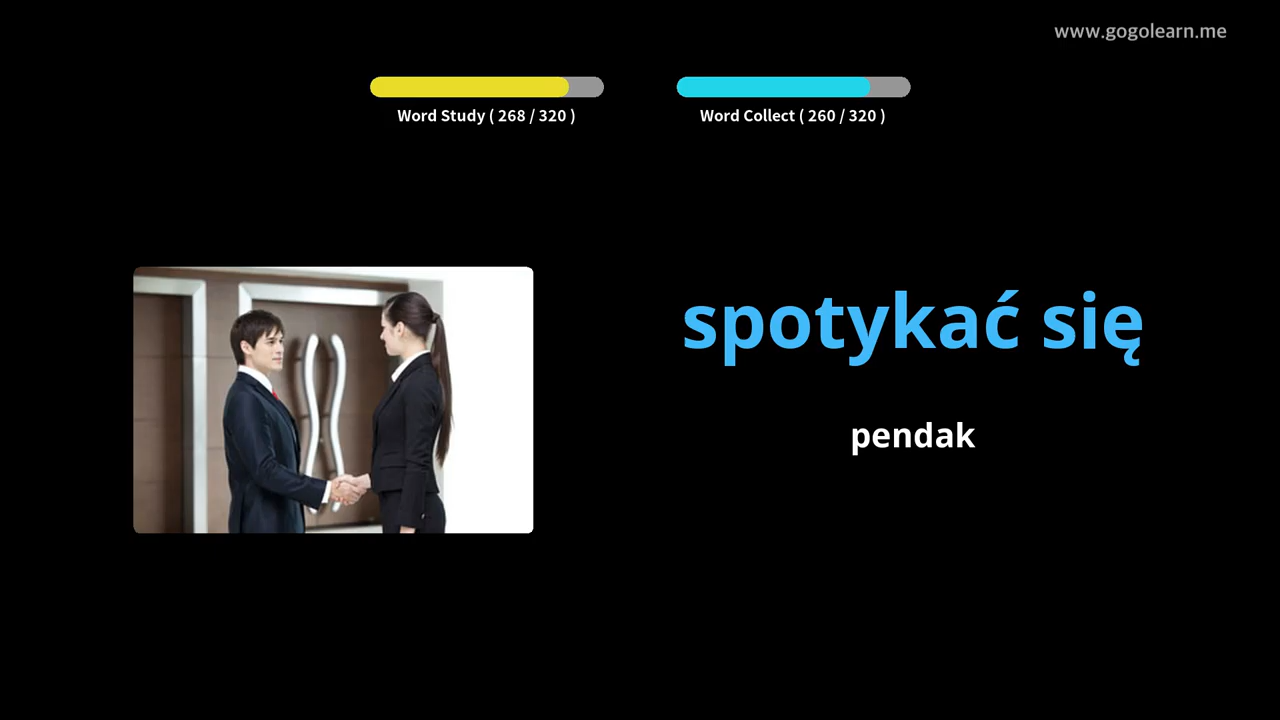 www.gogolearn.me
Word Study ( 268 / 320 )
Word Collect ( 260 / 320 )
spotykać się
pendak